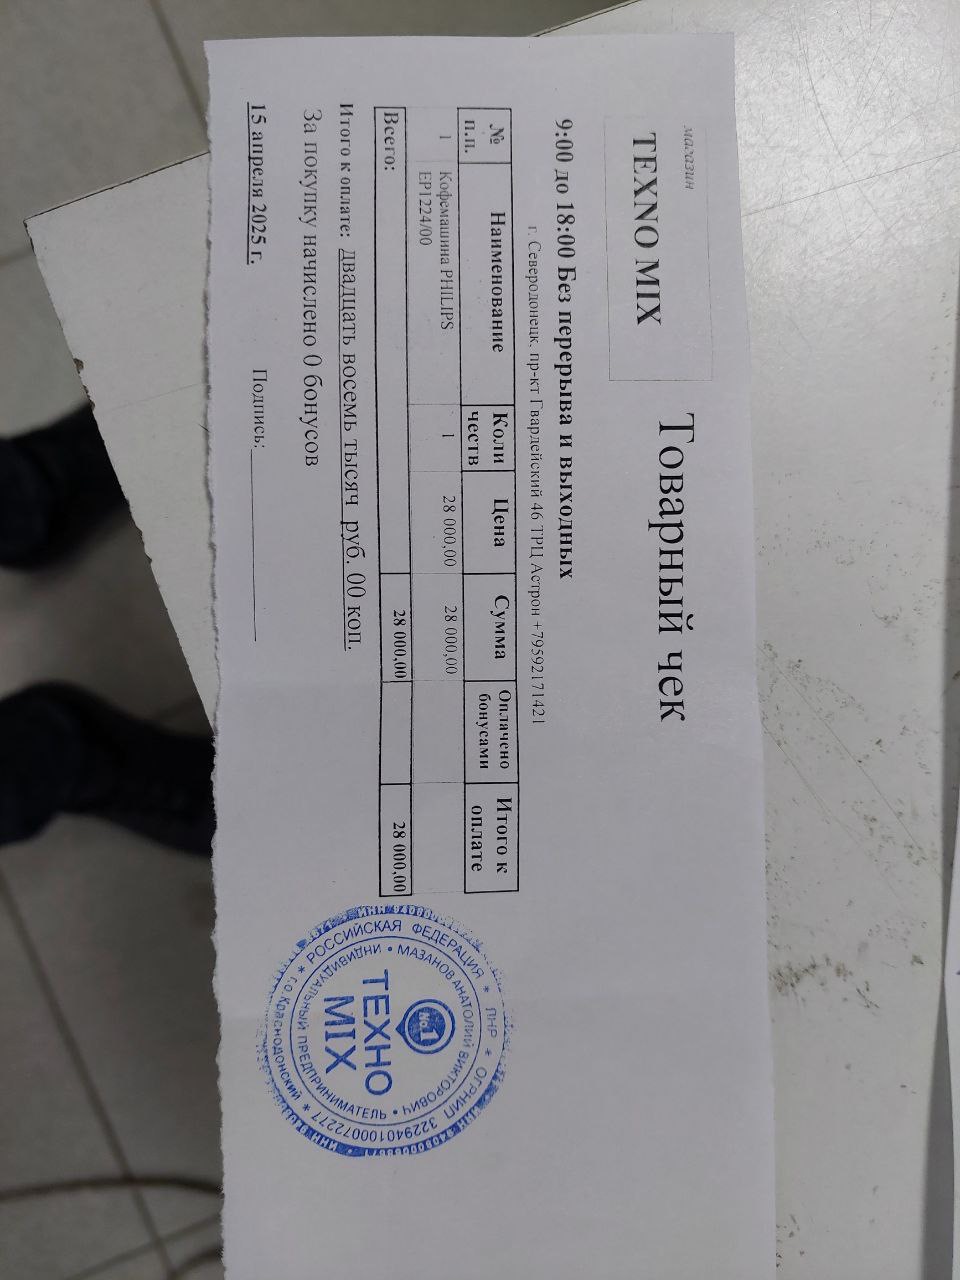 магазин
TEXNO MIX
Товарный чек
9:00 до 18:00 Без перерыва и выходных
г. Северодонецк. пр-кт Гвардейский 46 ТРЦ Астрон +79592171421
№ п.п. Наименование Коли честв Цена Сумма Оплачено бонусами Итого к оплате
1 Кофемашина PHILIPS EP1224/00 1 28 000,00 28 000,00
Всего: 28 000,00 28 000,00
Итого к оплате: двадцать восемь тысяч руб. 00 коп.
За покупку начислено 0 бонусов
15 апреля 2025 г. Подпись:
РОССИЙСКАЯ ФЕДЕРАЦИЯ * ЛНР * ОГРНИП 322940100072277 * г.о.Краснодонский *
ИНДИВИДУАЛЬНЫЙ ПРЕДПРИНИМАТЕЛЬ • МАЗАНОВ АНАТОЛИЙ ВИКТОРОВИЧ •
№1
ТЕХНО
MIX